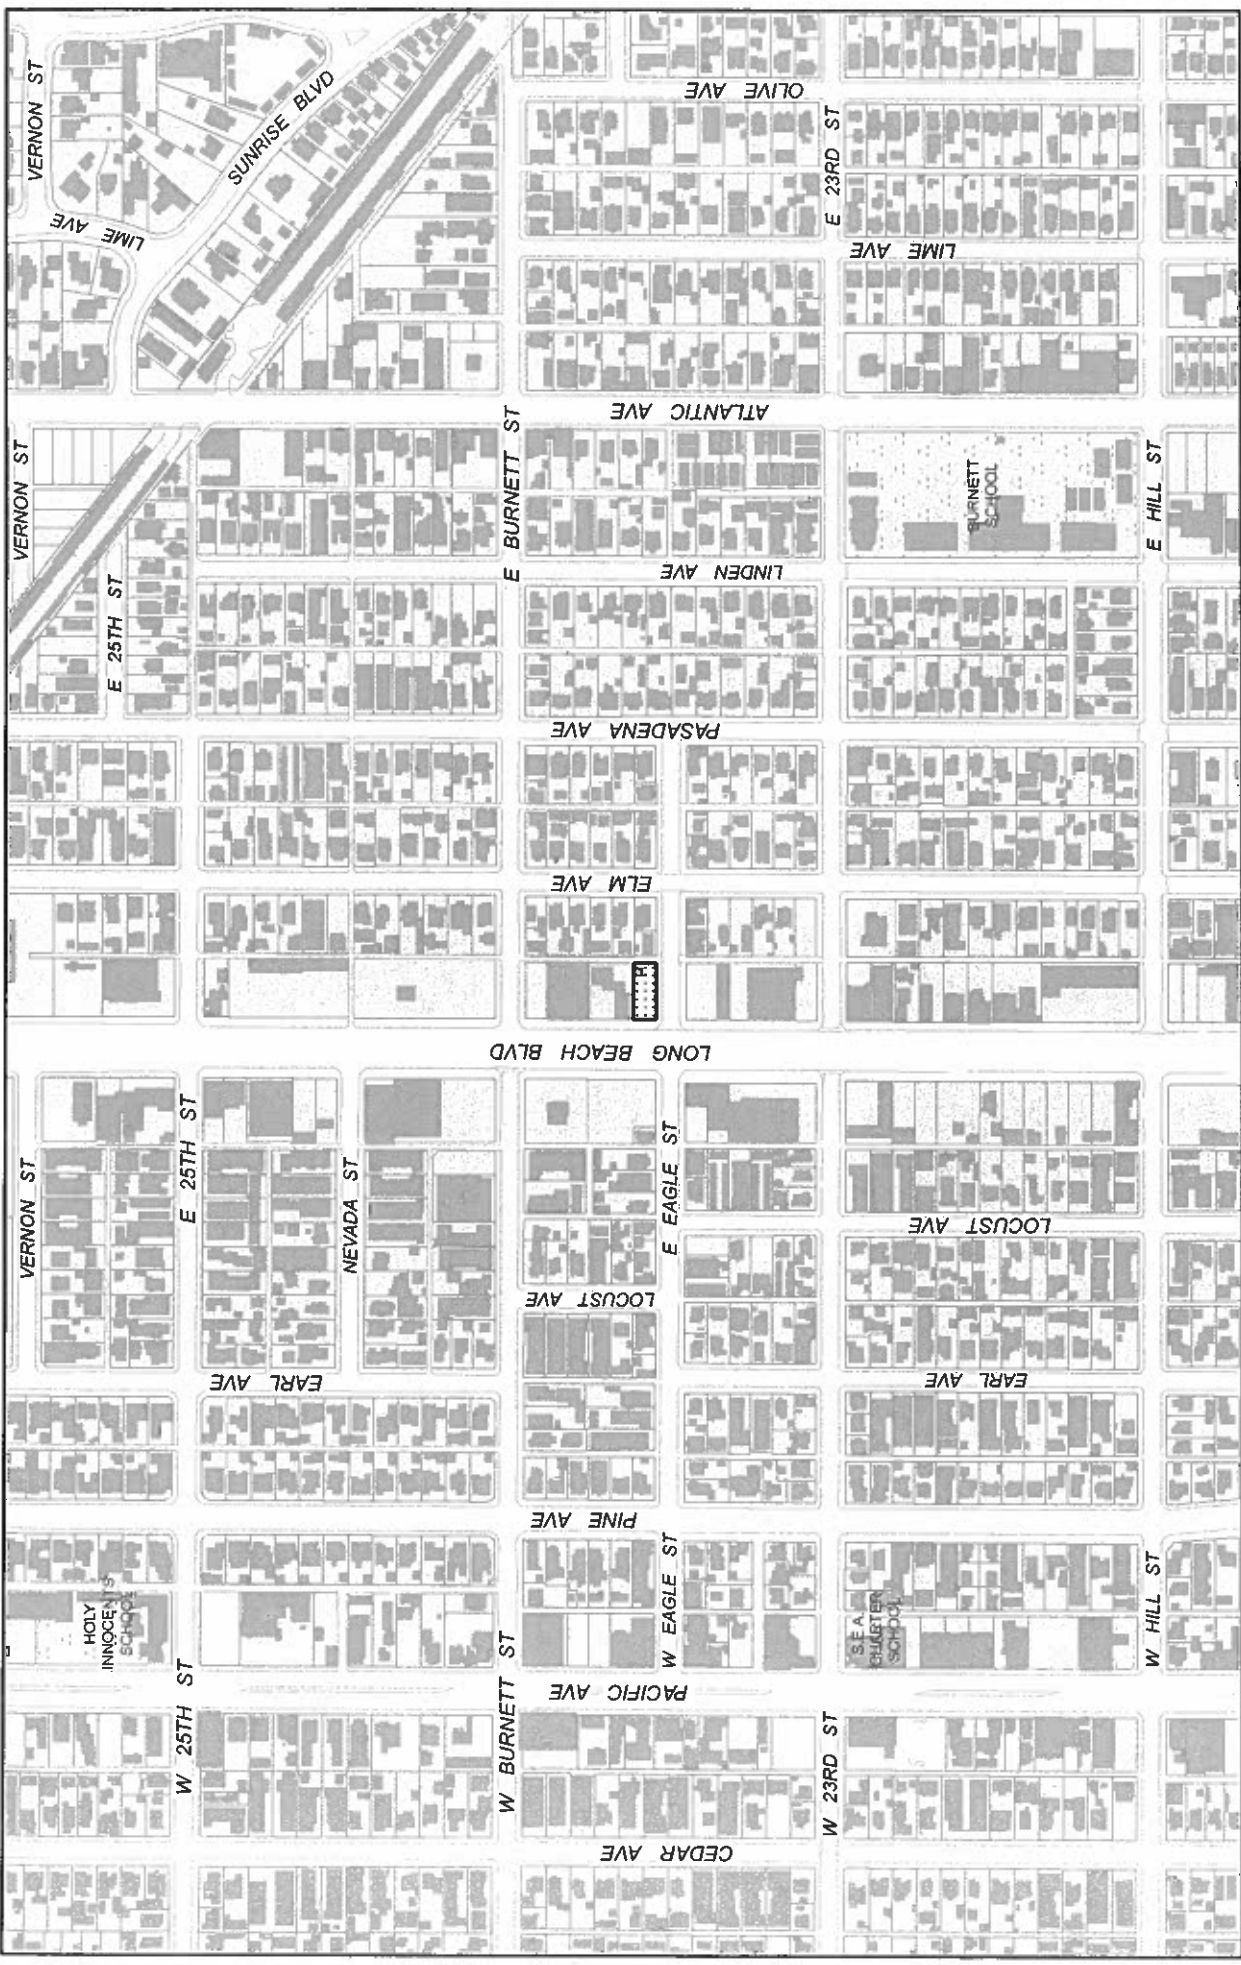 VERNON ST
SUNRISE BLVD
LIME AVE
OLIVE AVE
E 23RD ST
LIME AVE
ATLANTIC AVE
VERNON ST
E BURNETT ST
BURNETT
SCHOOL
E HILL ST
LINDEN AVE
E 25TH ST
PASADENA AVE
ELM AVE
LONG BEACH BLVD
VERNON ST
E 25TH ST
NEVADA ST
E EAGLE ST
LOCUST AVE
LOCUST AVE
EARL AVE
EARL AVE
PINE AVE
HOLY
INNOCENTS
SCHOOL
W EAGLE ST
S.E.A.
CHARTER
SCHOOL
W HILL ST
PACIFIC AVE
W 25TH ST
W BURNETT ST
W 23RD ST
CEDAR AVE